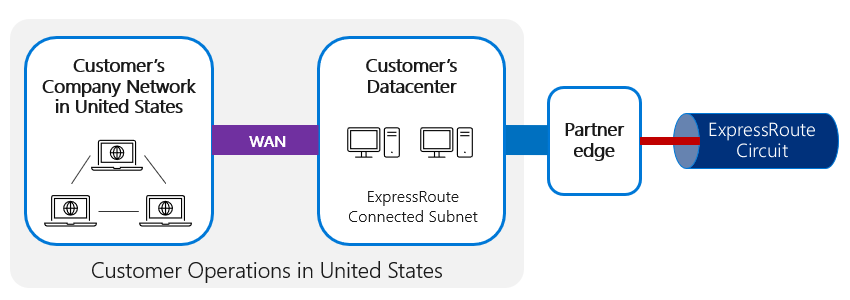 Customer's
Company Network
in United States
WAN
Customer's
Datacenter
ExpressRoute
Connected Subnet
Partner
edge
ExpressRoute
Circuit
Customer Operations in United States